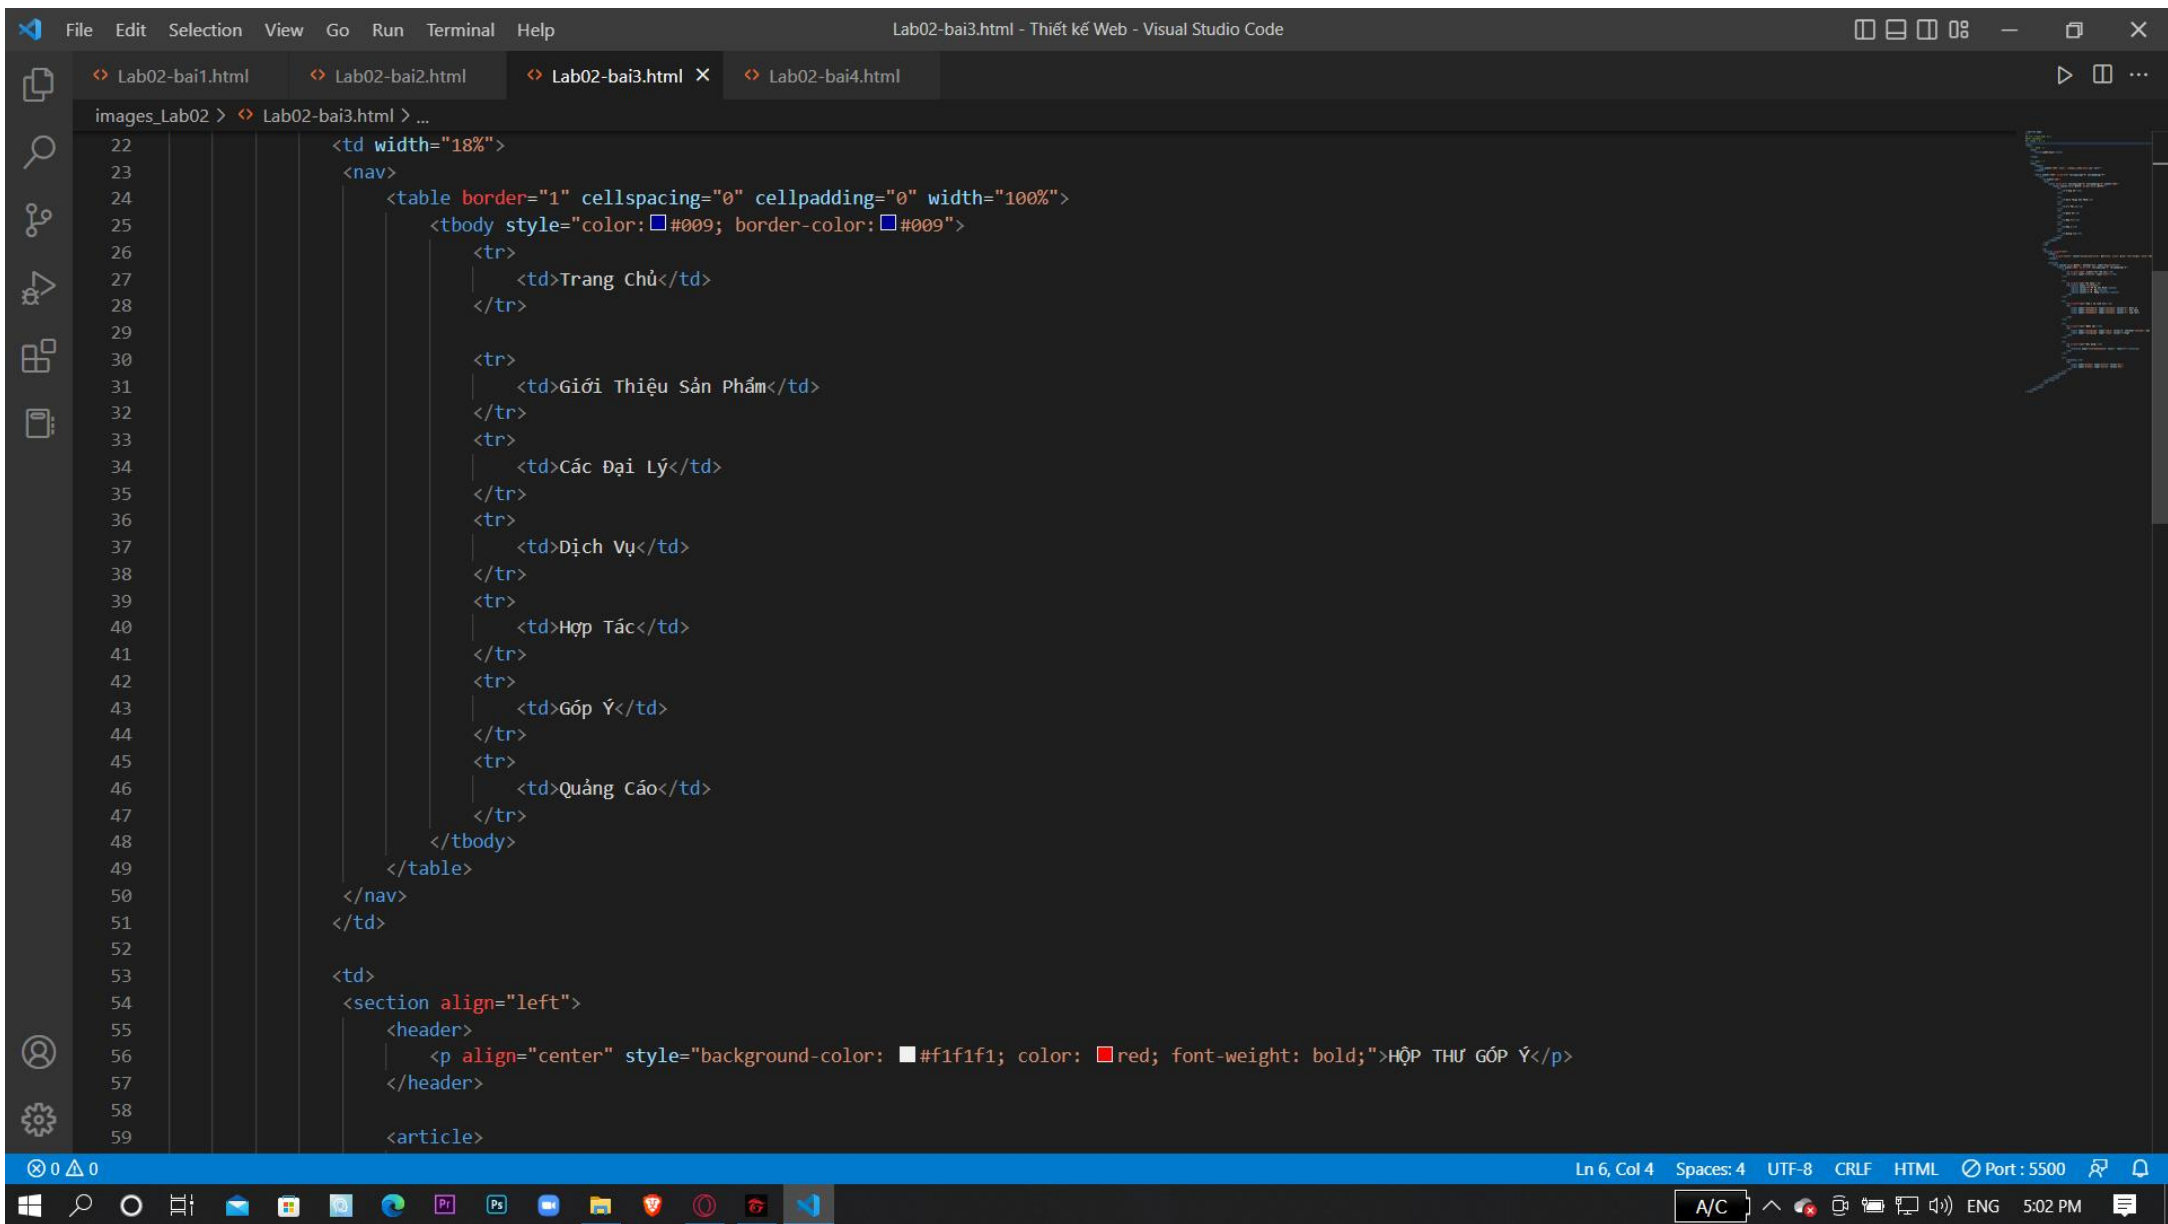 File Edit Selection View Go Run Terminal Help Lab02-bai3.html - Thiết kế Web - Visual Studio Code
Lab02-bai1.html Lab02-bai2.html Lab02-bai3.html Lab02-bai4.html
images_Lab02 > Lab02-bai3.html > ...
22 <td width="18%">
23 <nav>
24 <table border="1" cellspacing="0" cellpadding="0" width="100%">
25 <tbody style="color: #009; border-color: #009">
26 <tr>
27 <td>Trang Chủ</td>
28 </tr>
29
30 <tr>
31 <td>Giới Thiệu Sản Phẩm</td>
32 </tr>
33 <tr>
34 <td>Các Đại Lý</td>
35 </tr>
36 <tr>
37 <td>Dịch Vụ</td>
38 </tr>
39 <tr>
40 <td>Hợp Tác</td>
41 </tr>
42 <tr>
43 <td>Góp Ý</td>
44 </tr>
45 <tr>
46 <td>Quảng Cáo</td>
47 </tr>
48 </tbody>
49 </table>
50 </nav>
51 </td>
52
53 <td>
54 <section align="left">
55 <header>
56 <p align="center" style="background-color: #f1f1f1; color: red; font-weight: bold;">HỘP THƯ GÓP Ý</p>
57 </header>
58
59 <article>
0 0 Ln 6, Col 4 Spaces: 4 UTF-8 CRLF HTML Port : 5500
Pr Ps A/C ENG 5:02 PM